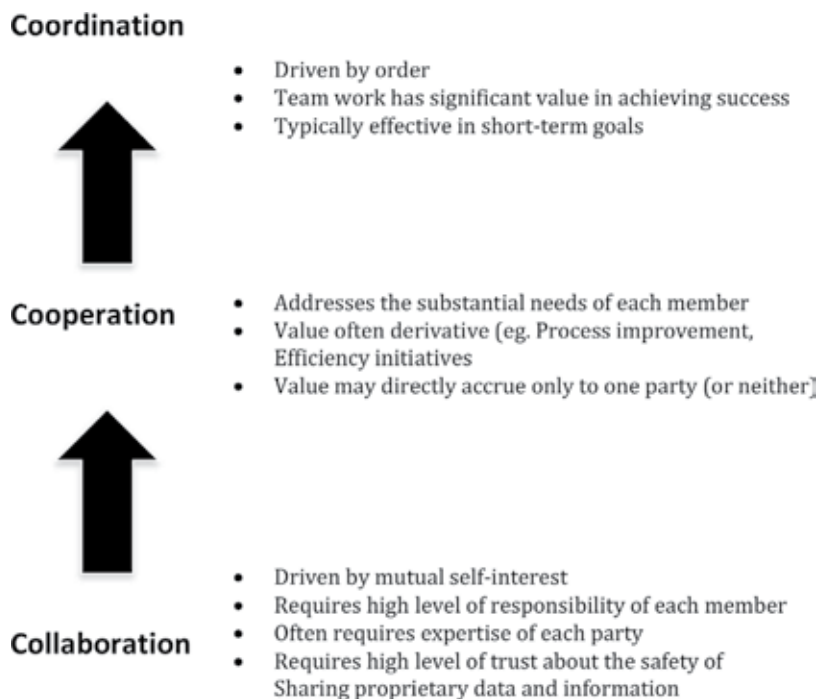 Coordination
• Driven by order
• Team work has significant value in achieving success
• Typically effective in short-term goals
Cooperation
• Addresses the substantial needs of each member
• Value often derivative (eg. Process improvement,
Efficiency initiatives
• Value may directly accrue only to one party (or neither)
Collaboration
• Driven by mutual self-interest
• Requires high level of responsibility of each member
• Often requires expertise of each party
• Requires high level of trust about the safety of
Sharing proprietary data and information